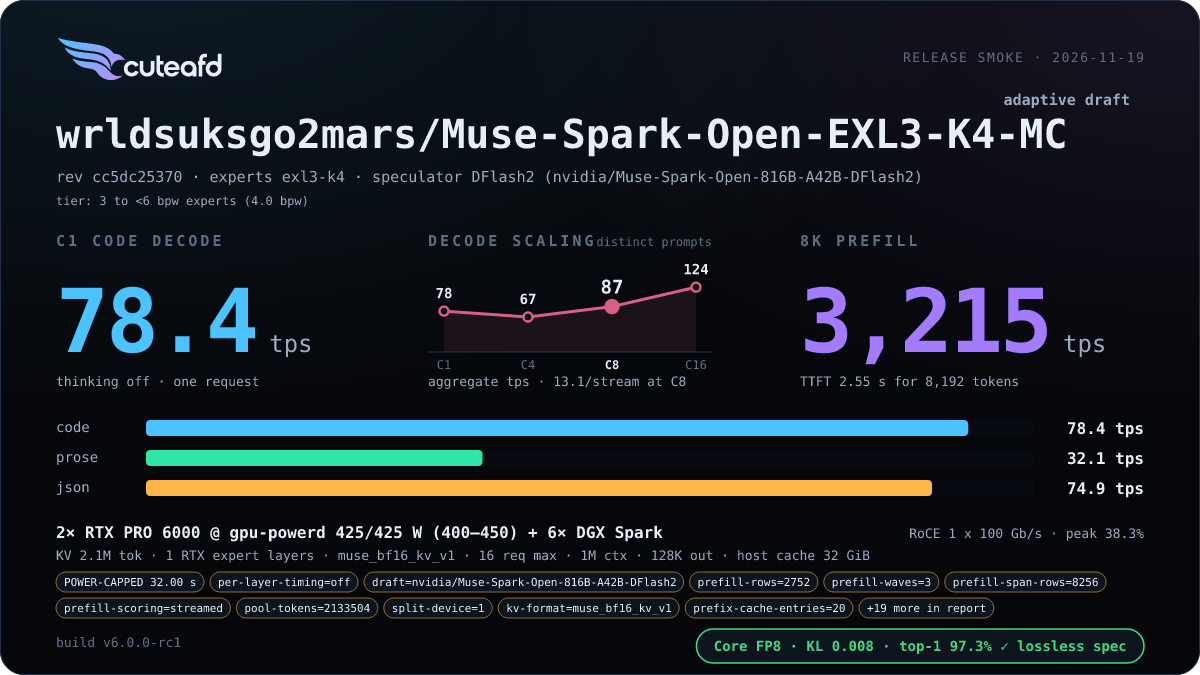 cuteafd
RELEASE SMOKE · 2026-11-19
adaptive draft
wrldsuksgo2mars/Muse-Spark-Open-EXL3-K4-MC
rev cc5dc25370 · experts exl3-k4 · speculator DFlash2 (nvidia/Muse-Spark-Open-816B-A42B-DFlash2)
tier: 3 to <6 bpw experts (4.0 bpw)
C1 CODE DECODE
78.4 tps
thinking off · one request
DECODE SCALING distinct prompts
78 67 87 124
C1 C4 C8 C16
aggregate tps · 13.1/stream at C8
8K PREFILL
3,215 tps
TTFT 2.55 s for 8,192 tokens
code 78.4 tps
prose 32.1 tps
json 74.9 tps
2× RTX PRO 6000 @ gpu-powerd 425/425 W (400–450) + 6× DGX Spark
RoCE 1 x 100 Gb/s · peak 38.3%
KV 2.1M tok · 1 RTX expert layers · muse_bf16_kv_v1 · 16 req max · 1M ctx · 128K out · host cache 32 GiB
POWER-CAPPED 32.00 s per-layer-timing=off draft=nvidia/Muse-Spark-Open-816B-A42B-DFlash2 prefill-rows=2752 prefill-waves=3 prefill-span-rows=8256
prefill-scoring=streamed pool-tokens=2133504 split-device=1 kv-format=muse_bf16_kv_v1 prefix-cache-entries=20 +19 more in report
build v6.0.0-rc1
Core FP8 · KL 0.008 · top-1 97.3% ✓ lossless spec